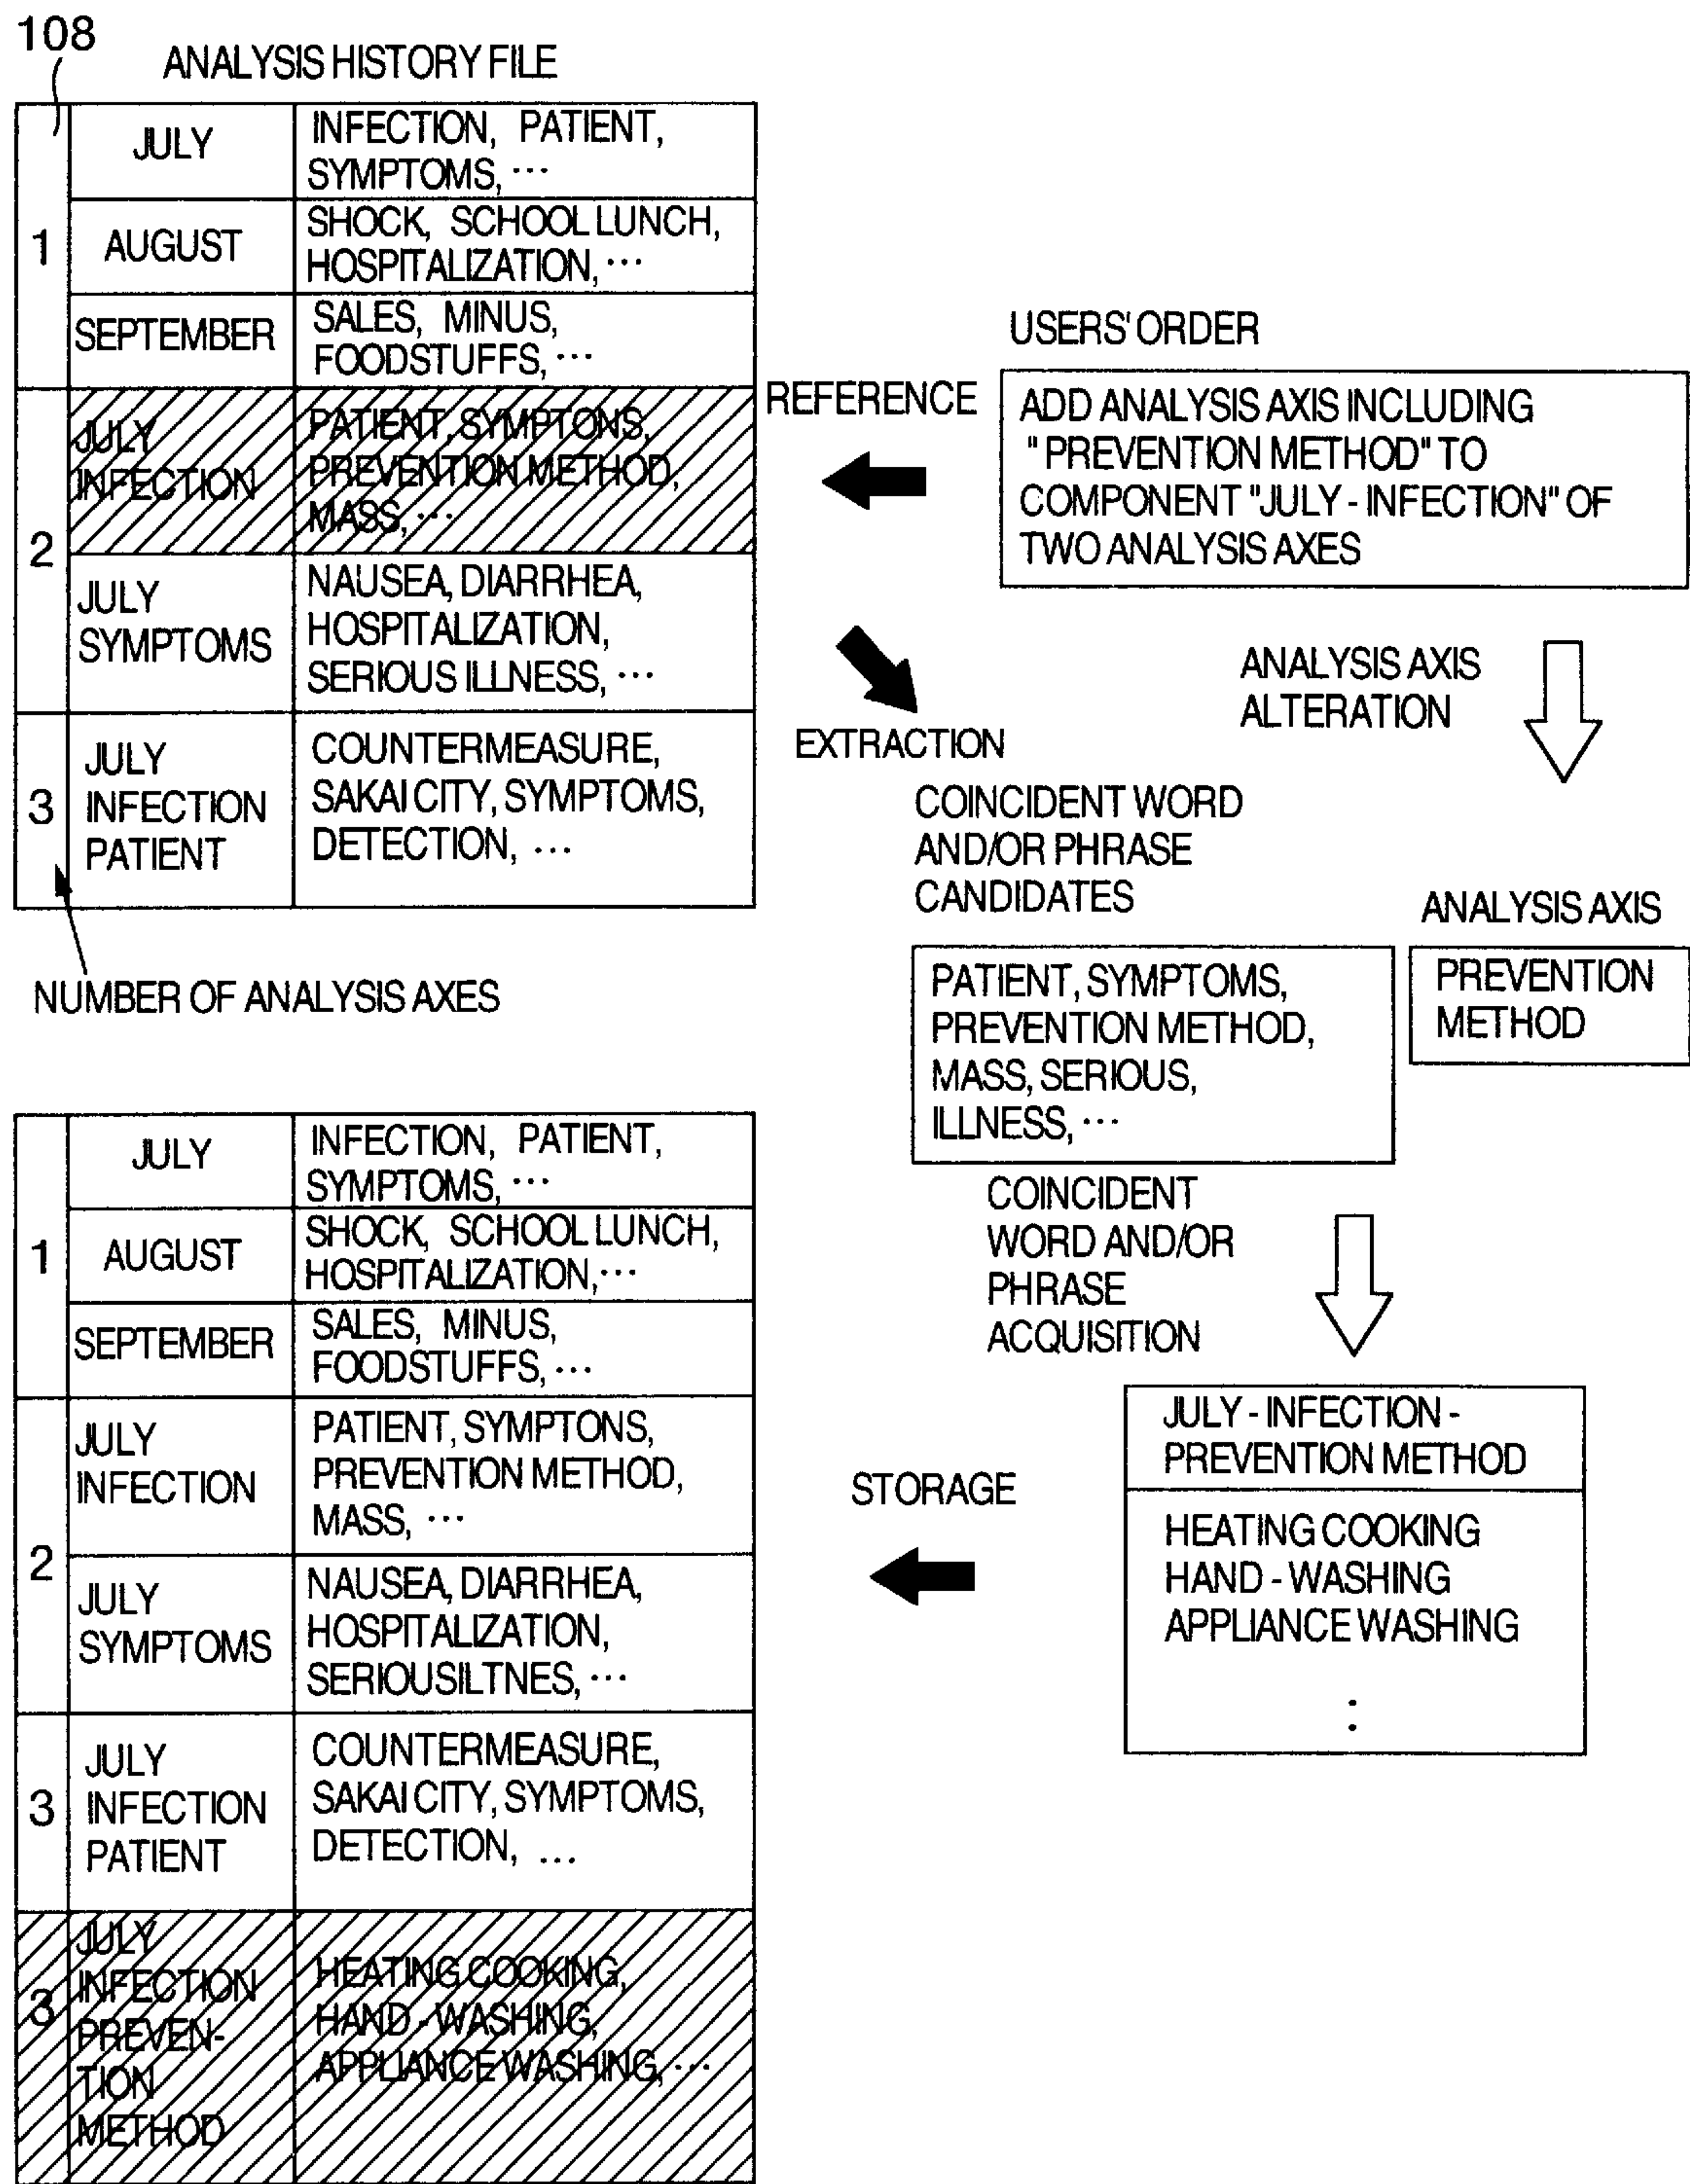 108
ANALYSIS HISTORY FILE
1
JULY
INFECTION, PATIENT,
SYMPTOMS, ···
AUGUST
SHOCK, SCHOOL LUNCH,
HOSPITALIZATION, ···
SEPTEMBER
SALES, MINUS,
FOODSTUFFS, ···
2
JULY
INFECTION
PATIENT, SYMPTONS,
PREVENTION METHOD,
MASS, ···
JULY
SYMPTOMS
NAUSEA, DIARRHEA,
HOSPITALIZATION,
SERIOUS ILLNESS, ···
3
JULY
INFECTION
PATIENT
COUNTERMEASURE,
SAKAI CITY, SYMPTOMS,
DETECTION, ...
NUMBER OF ANALYSIS AXES
USERS' ORDER
REFERENCE
ADD ANALYSIS AXIS INCLUDING
"PREVENTION METHOD" TO
COMPONENT "JULY - INFECTION" OF
TWO ANALYSIS AXES
ANALYSIS AXIS
ALTERATION
EXTRACTION
COINCIDENT WORD
AND/OR PHRASE
CANDIDATES
ANALYSIS AXIS
PATIENT, SYMPTOMS,
PREVENTION METHOD,
MASS, SERIOUS,
ILLNESS, ···
PREVENTION
METHOD
COINCIDENT
WORD AND/OR
PHRASE
ACQUISITION
JULY - INFECTION -
PREVENTION METHOD
HEATING COOKING
HAND - WASHING
APPLIANCE WASHING
:
STORAGE
1
JULY
INFECTION, PATIENT,
SYMPTOMS, ···
AUGUST
SHOCK, SCHOOL LUNCH,
HOSPITALIZATION, ···
SEPTEMBER
SALES, MINUS,
FOODSTUFFS, ···
2
JULY
INFECTION
PATIENT, SYMPTONS,
PREVENTION METHOD,
MASS, ···
JULY
SYMPTOMS
NAUSEA, DIARRHEA,
HOSPITALIZATION,
SERIOUSILTNES, ···
3
JULY
INFECTION
PATIENT
COUNTERMEASURE,
SAKAI CITY, SYMPTOMS,
DETECTION, ...
3
JULY
INFECTION
PREVEN-
TION
METHOD
HEATING COOKING,
HAND - WASHING,
APPLIANCE WASHING, ···